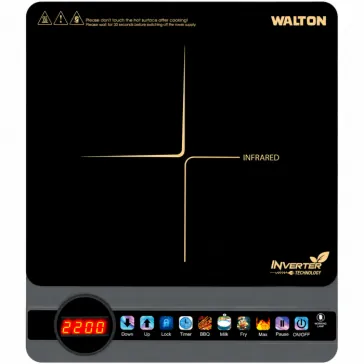 Please don't touch the hot surface after cooking!
Please wait for 30 seconds before switching off the tower supply.
WALTON
INFRARED
INVERTER
TECHNOLOGY
2200
Down
Up
Lock
Timer
BBQ
Milk
Fry
Max
Pause
ON/OFF